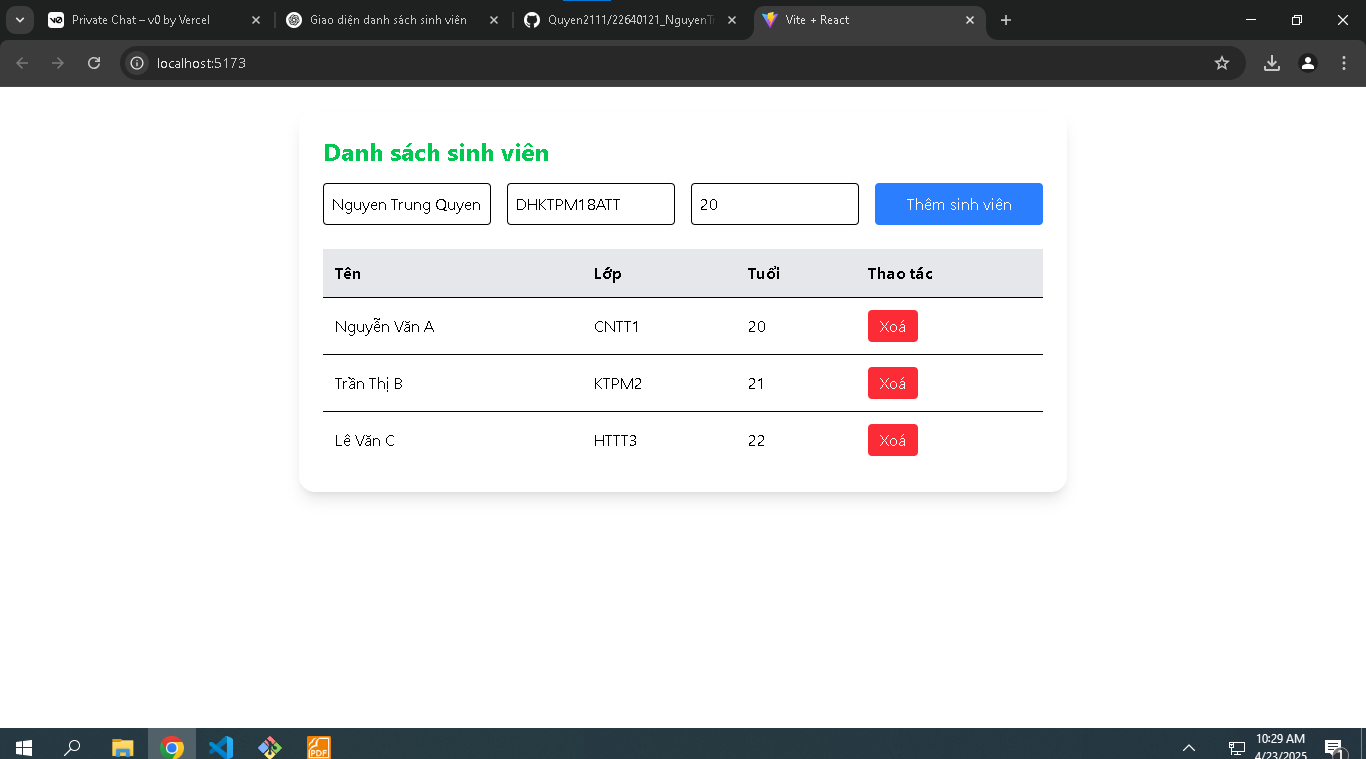 Private Chat – v0 by Vercel
Giao diện danh sách sinh viên
Quyen2111/22640121_NguyenT
Vite + React
localhost:5173
Danh sách sinh viên
Nguyen Trung Quyen DHKTPM18ATT 20 Thêm sinh viên
Tên Lớp Tuổi Thao tác
Nguyễn Văn A CNTT1 20 Xoá
Trần Thị B KTPM2 21 Xoá
Lê Văn C HTTT3 22 Xoá
PDF
10:29 AM
4/23/2025
1